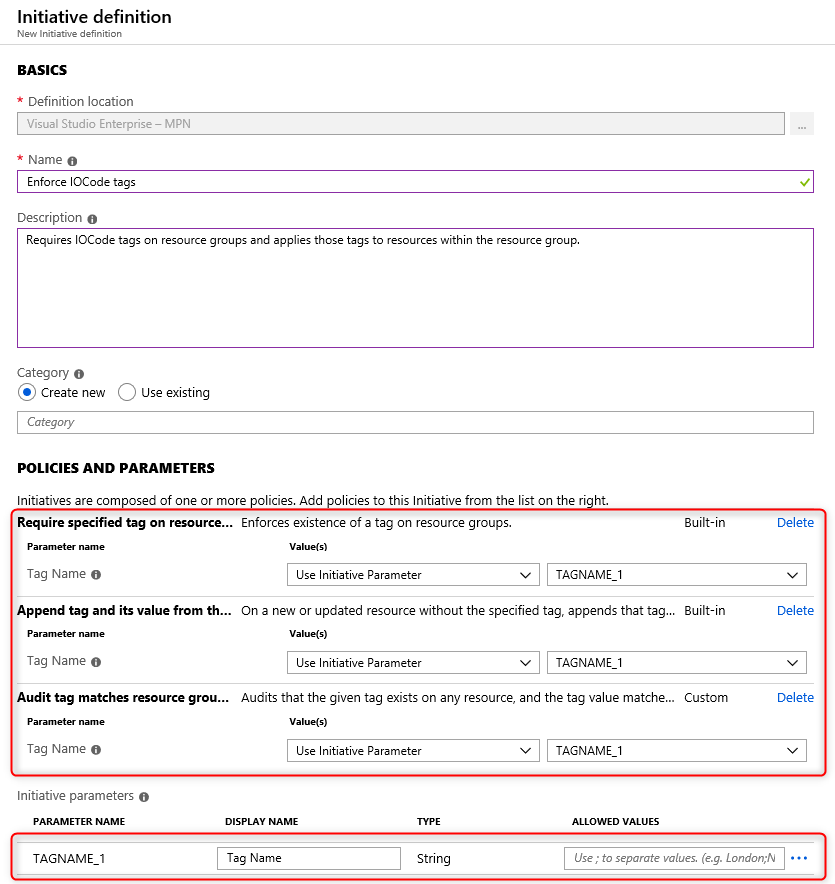 Initiative definition
New Initiative definition
BASICS
* Definition location
Visual Studio Enterprise – MPN
...
* Name
Enforce IOCode tags
Description
Requires IOCode tags on resource groups and applies those tags to resources within the resource group.
Category
Create new Use existing
Category
POLICIES AND PARAMETERS
Initiatives are composed of one or more policies. Add policies to this Initiative from the list on the right.
Require specified tag on resource... Enforces existence of a tag on resource groups. Built-in Delete
Parameter name Value(s)
Tag Name Use Initiative Parameter TAGNAME_1
Append tag and its value from th... On a new or updated resource without the specified tag, appends that tag... Built-in Delete
Parameter name Value(s)
Tag Name Use Initiative Parameter TAGNAME_1
Audit tag matches resource grou... Audits that the given tag exists on any resource, and the tag value matche... Custom Delete
Parameter name Value(s)
Tag Name Use Initiative Parameter TAGNAME_1
Initiative parameters
PARAMETER NAME DISPLAY NAME TYPE ALLOWED VALUES
TAGNAME_1 Tag Name String Use ; to separate values. (e.g. London;N ...